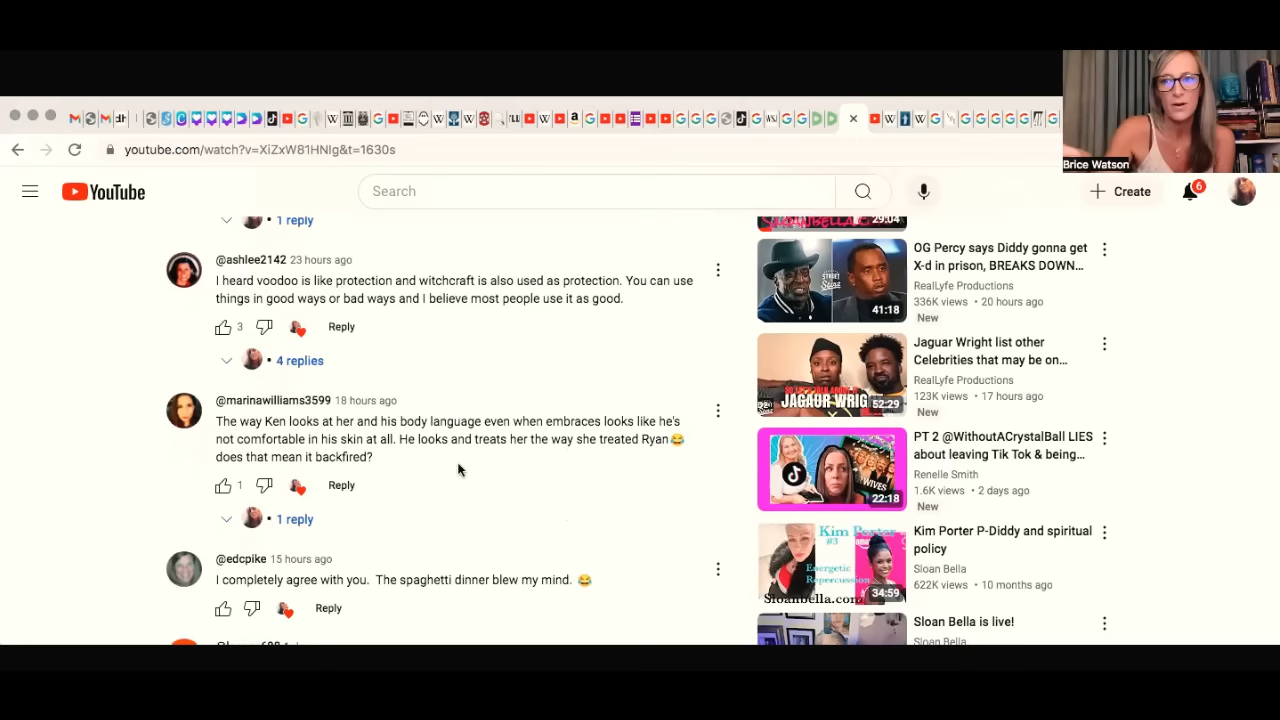 Brice Watson
youtube.com/watch?v=XiZxW81HNIg&t=1630s
YouTube
Search
Create
6
1 reply
@ashlee2142 23 hours ago
I heard voodoo is like protection and witchcraft is also used as protection. You can use
things in good ways or bad ways and I believe most people use it as good.
3
Reply
4 replies
@marinawilliams3599 18 hours ago
The way Ken looks at her and his body language even when embraces looks like he's
not comfortable in his skin at all. He looks and treats her the way she treated Ryan😂
does that mean it backfired?
1
Reply
1 reply
@edcpike 15 hours ago
I completely agree with you. The spaghetti dinner blew my mind. 😂
Reply
29:04
OG Percy says Diddy gonna get
X-d in prison, BREAKS DOWN...
RealLyfe Productions
336K views • 20 hours ago
New
41:18
Jaguar Wright list other
Celebrities that may be on...
RealLyfe Productions
123K views • 17 hours ago
New
JAGAUR WRIG
52:29
PT 2 @WithoutACrystalBall LIES
about leaving Tik Tok & being...
Renelle Smith
1.6K views • 2 days ago
New
WIVES
22:18
Kim Porter P-Diddy and spiritual
policy
Sloan Bella
622K views • 10 months ago
Kim Porter
#3
Energetic
Repercussion
Sloanbella.com
34:59
Sloan Bella is live!
Sloan Bella